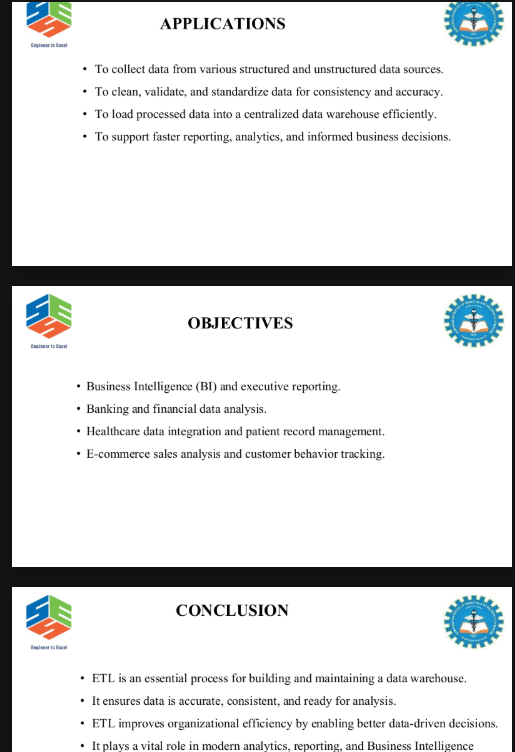 Engineer to Excel
APPLICATIONS
• To collect data from various structured and unstructured data sources.
• To clean, validate, and standardize data for consistency and accuracy.
• To load processed data into a centralized data warehouse efficiently.
• To support faster reporting, analytics, and informed business decisions.
SES
Engineer to Excel
OBJECTIVES
• Business Intelligence (BI) and executive reporting.
• Banking and financial data analysis.
• Healthcare data integration and patient record management.
• E-commerce sales analysis and customer behavior tracking.
SES
Engineer to Excel
CONCLUSION
• ETL is an essential process for building and maintaining a data warehouse.
• It ensures data is accurate, consistent, and ready for analysis.
• ETL improves organizational efficiency by enabling better data-driven decisions.
• It plays a vital role in modern analytics, reporting, and Business Intelligence